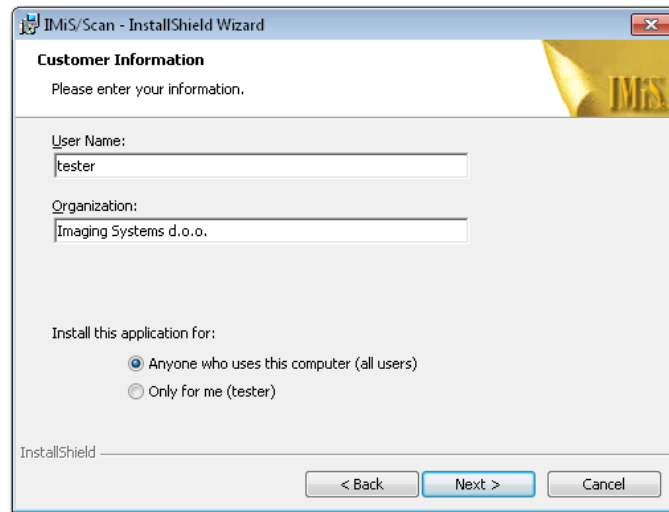 IMiS/Scan - InstallShield Wizard
Customer Information
Please enter your information.
IMiS
User Name:
tester
Organization:
Imaging Systems d.o.o.
Install this application for:
Anyone who uses this computer (all users)
Only for me (tester)
InstallShield
< Back Next > Cancel